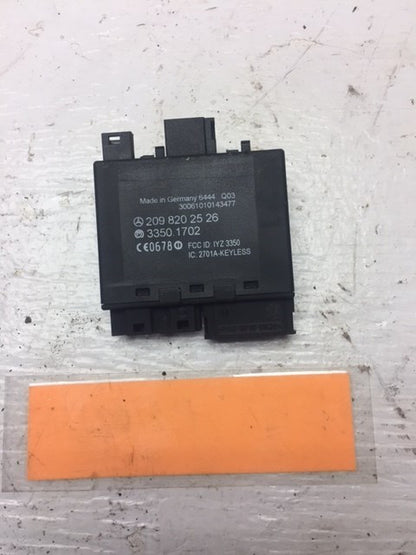 Made in Germany 6444 Q03
30061010143477
209 820 25 26
3350.1702
CE0678 FCC ID: IYZ 3350
IC: 2701A-KEYLESS